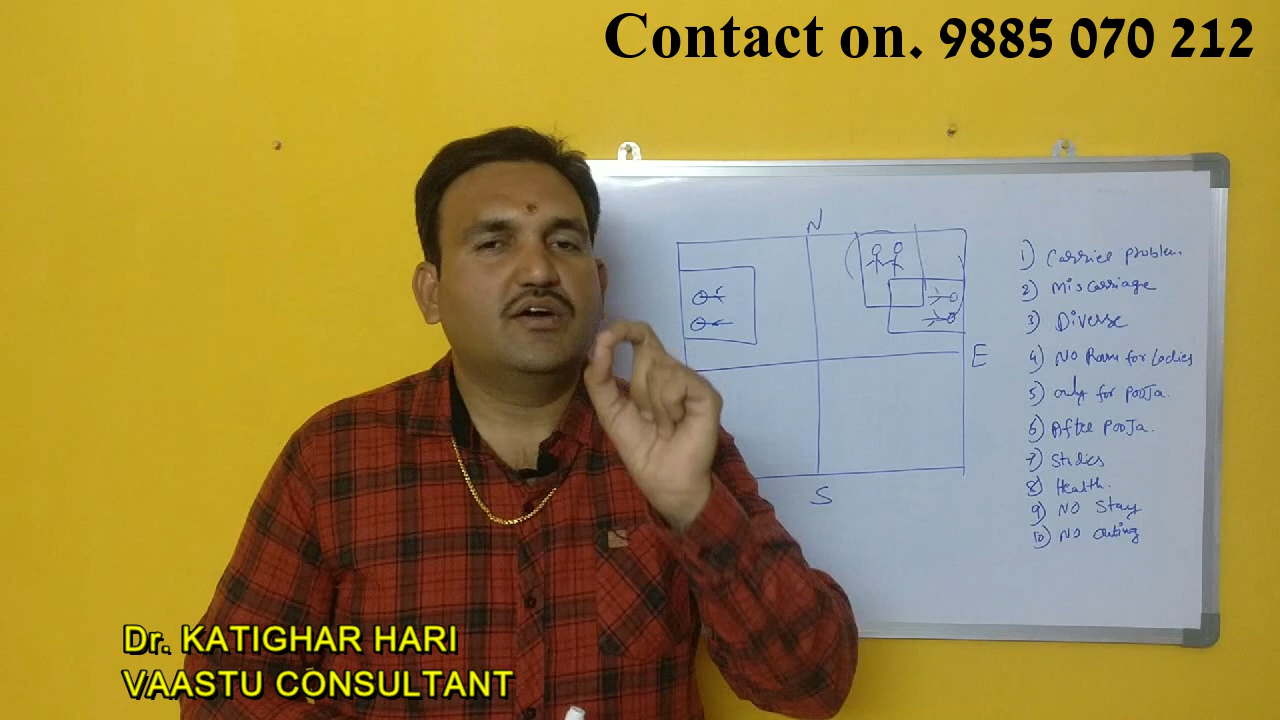 Contact on. 9885 070 212
N
E
S
1) Carrier problem.
2) Miscarriage
3) Diverse
4) NO Room for Ladies
5) only for Pooja.
6) After Pooja.
7) Studies
8) Health.
9) NO Stay
10) NO outing
Dr. KATIGHAR HARI
VAASTU CONSULTANT